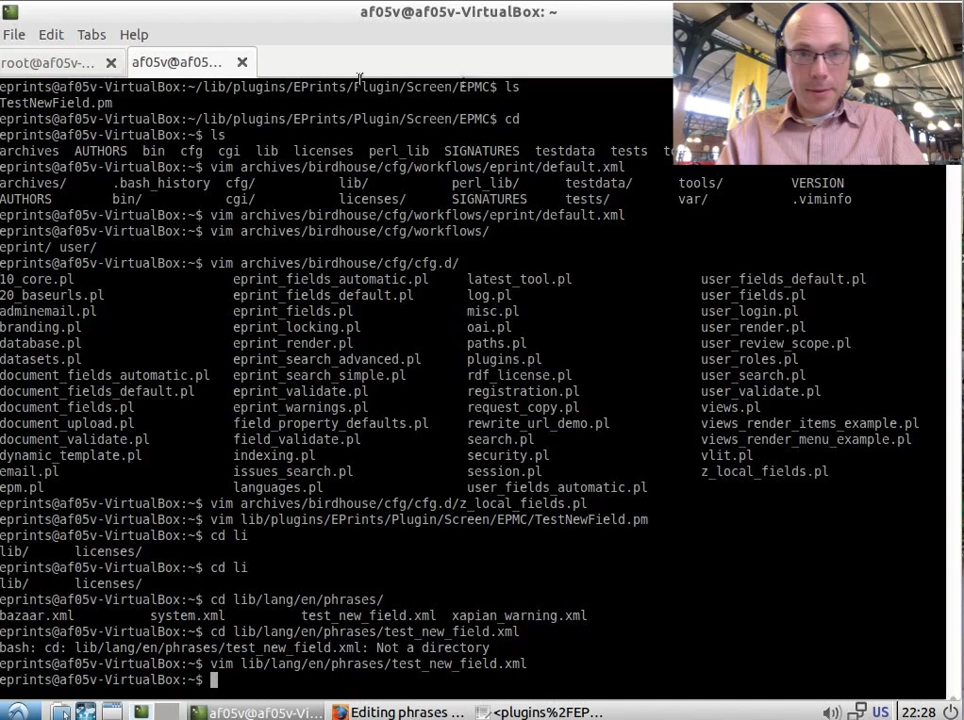 af05v@af05v-VirtualBox: ~
File Edit Tabs Help
root@af05v-... af05v@af05...
eprints@af05v-VirtualBox:~/lib/plugins/EPrints/Plugin/Screen/EPMC$ ls
TestNewField.pm
eprints@af05v-VirtualBox:~/lib/plugins/EPrints/Plugin/Screen/EPMC$ cd
eprints@af05v-VirtualBox:~$ ls
archives AUTHORS bin cfg cgi lib licenses perl_lib SIGNATURES testdata tests
eprints@af05v-VirtualBox:~$ vim archives/birdhouse/cfg/workflows/eprint/default.xml
archives/ .bash_history cfg/ lib/ perl_lib/ testdata/ tools/ VERSION
AUTHORS bin/ cgi/ licenses/ SIGNATURES tests/ var/ .viminfo
eprints@af05v-VirtualBox:~$ vim archives/birdhouse/cfg/workflows/eprint/default.xml
eprints@af05v-VirtualBox:~$ vim archives/birdhouse/cfg/workflows/
eprint/ user/
eprints@af05v-VirtualBox:~$ vim archives/birdhouse/cfg/cfg.d/
10_core.pl eprint_fields_automatic.pl latest_tool.pl user_fields_default.pl
20_baseurls.pl eprint_fields_default.pl log.pl user_fields.pl
adminemail.pl eprint_fields.pl misc.pl user_login.pl
branding.pl eprint_locking.pl oai.pl user_render.pl
database.pl eprint_render.pl paths.pl user_review_scope.pl
datasets.pl eprint_search_advanced.pl plugins.pl user_roles.pl
document_fields_automatic.pl eprint_search_simple.pl rdf_license.pl user_search.pl
document_fields_default.pl eprint_validate.pl registration.pl user_validate.pl
document_fields.pl eprint_warnings.pl request_copy.pl views.pl
document_upload.pl field_property_defaults.pl rewrite_url_demo.pl views_render_items_example.pl
document_validate.pl field_validate.pl search.pl views_render_menu_example.pl
dynamic_template.pl indexing.pl security.pl vlit.pl
email.pl issues_search.pl session.pl z_local_fields.pl
epm.pl languages.pl user_fields_automatic.pl
eprints@af05v-VirtualBox:~$ vim archives/birdhouse/cfg/cfg.d/z_local_fields.pl
eprints@af05v-VirtualBox:~$ vim lib/plugins/EPrints/Plugin/Screen/EPMC/TestNewField.pm
eprints@af05v-VirtualBox:~$ cd li
lib/ licenses/
eprints@af05v-VirtualBox:~$ cd li
lib/ licenses/
eprints@af05v-VirtualBox:~$ cd lib/lang/en/phrases/
bazaar.xml system.xml test_new_field.xml xapian_warning.xml
eprints@af05v-VirtualBox:~$ cd lib/lang/en/phrases/test_new_field.xml
bash: cd: lib/lang/en/phrases/test_new_field.xml: Not a directory
eprints@af05v-VirtualBox:~$ vim lib/lang/en/phrases/test_new_field.xml
eprints@af05v-VirtualBox:~$
af05v@af05v-VirtualB... Editing phrases ... <plugins%2FEP... US 22:28